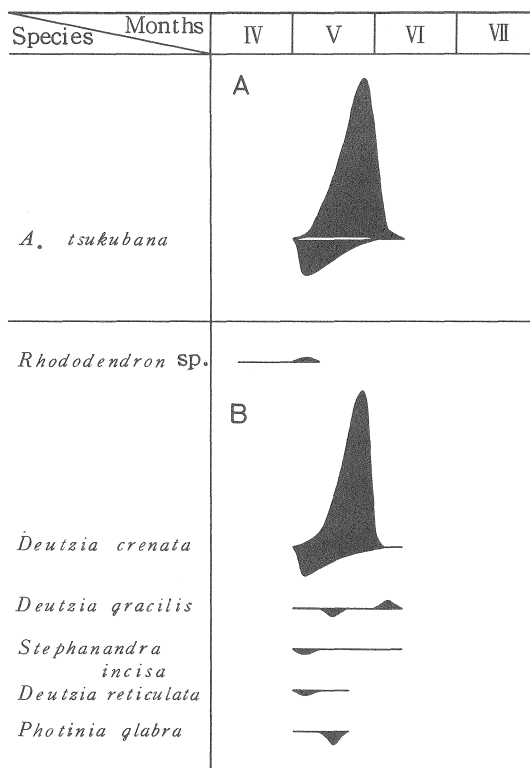 Species Months IV V VI VII
A
A. tsukubana
Rhododendron sp.
B
Deutzia crenata
Deutzia gracilis
Stephanandra
incisa
Deutzia reticulata
Photinia glabra